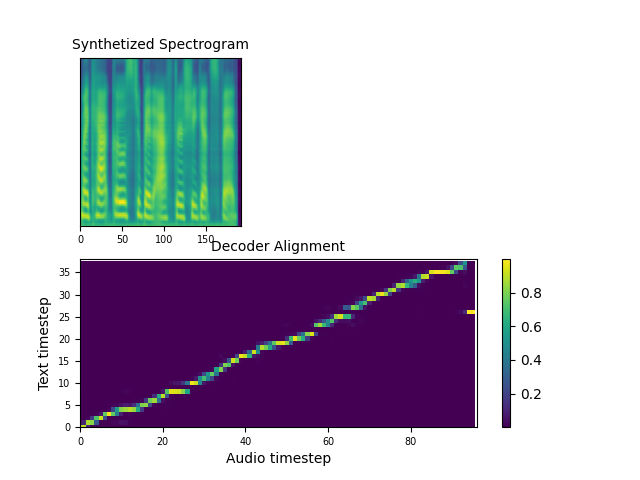 Synthetized Spectrogram
0 50 100 150
Decoder Alignment
35
30
25
20
15
10
5
0
Text timestep
0 20 40 60 80
Audio timestep
0.8
0.6
0.4
0.2